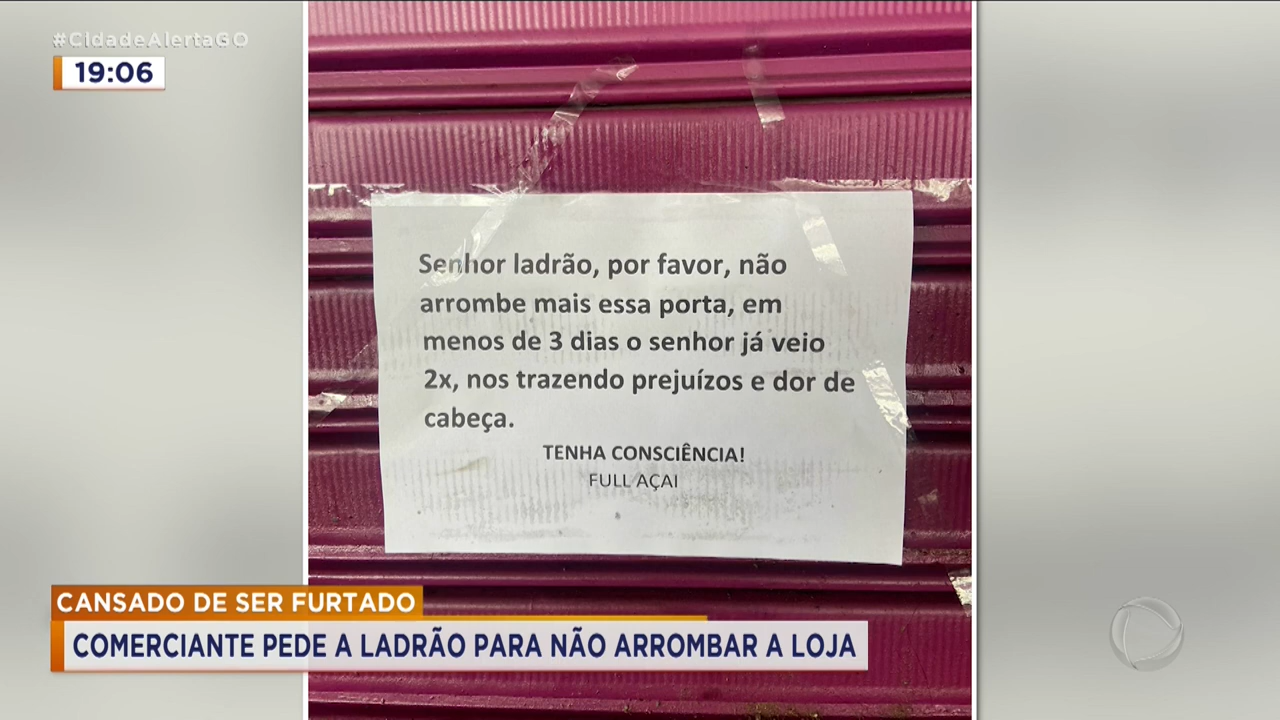 #CidadeAlertaGO
19:06
Senhor ladrão, por favor, não
arrombe mais essa porta, em
menos de 3 dias o senhor já veio
2x, nos trazendo prejuízos e dor de
cabeça.
TENHA CONSCIÊNCIA!
FULL AÇAI
CANSADO DE SER FURTADO
COMERCIANTE PEDE A LADRÃO PARA NÃO ARROMBAR A LOJA